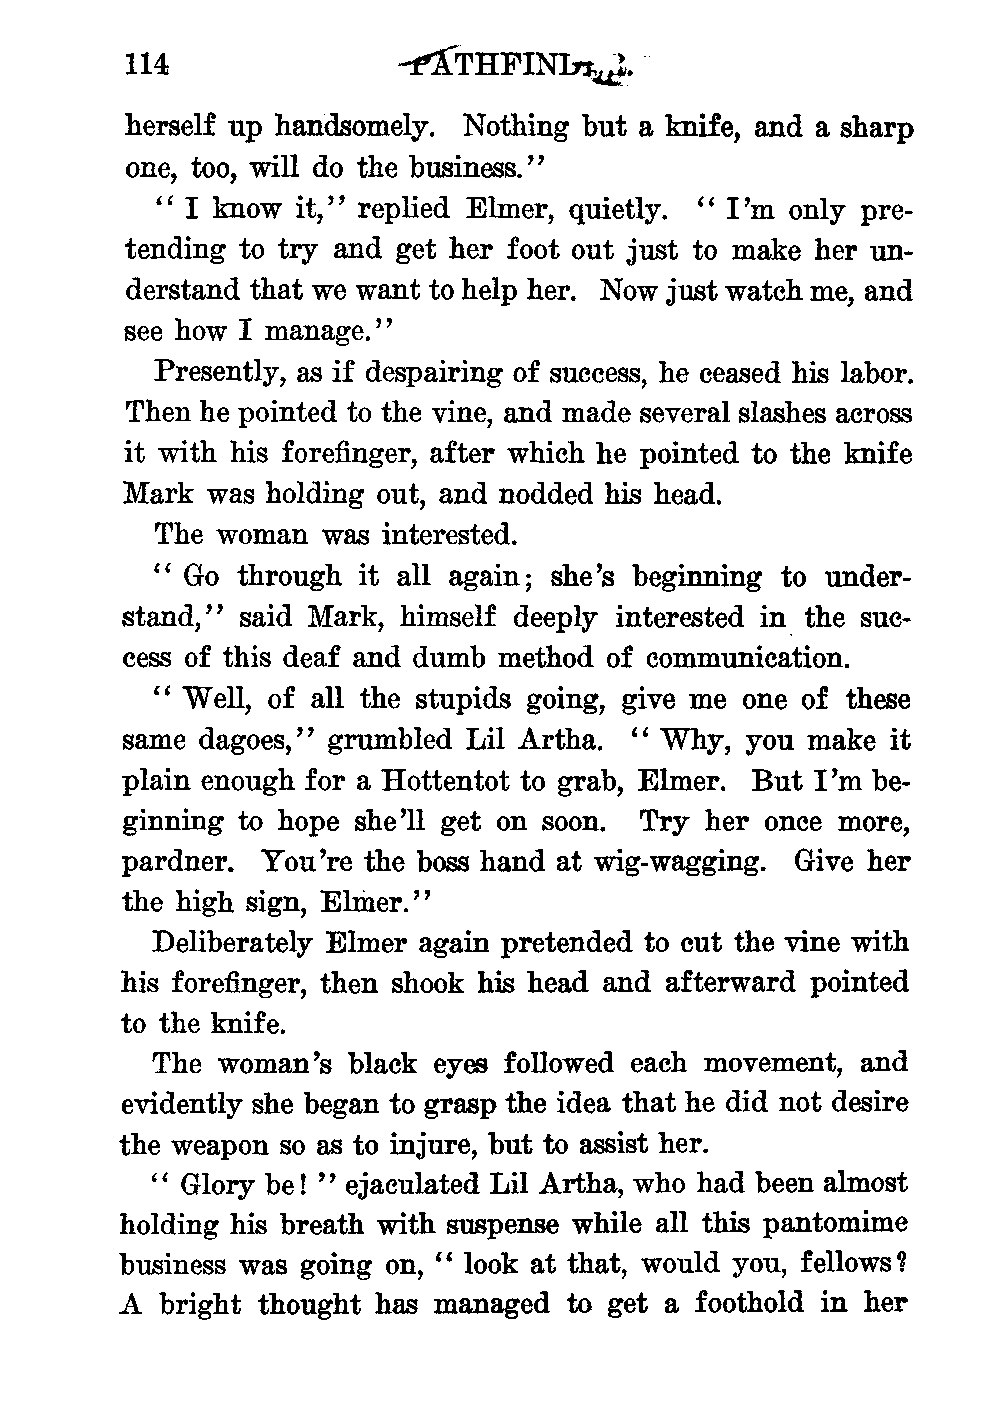 114
herself up handsomely. Nothing but a knife, and a sharp
one, too, will do the business.”
“ I know it,” replied Elmer, quietly. “ I’m only pre-
tending to try and get her foot out just to make her un-
derstand that we want to help her. Now just watch me, and
see how I manage.”
Presently, as if despairing of success, he ceased his labor.
Then he pointed to the vine, and made several slashes across
it with his forefinger, after which he pointed to the knife
Mark was holding out, and nodded his head.
The woman was interested.
“ Go through it all again; she’s beginning to under-
stand,” said Mark, himself deeply interested in the suc-
cess of this deaf and dumb method of communication.
“ Well, of all the stupids going, give me one of these
same dagoes,” grumbled Lil Artha. “ Why, you make it
plain enough for a Hottentot to grab, Elmer. But I’m be-
ginning to hope she’ll get on soon. Try her once more,
pardner. You’re the boss hand at wig-wagging. Give her
the high sign, Elmer.”
Deliberately Elmer again pretended to cut the vine with
his forefinger, then shook his head and afterward pointed
to the knife.
The woman’s black eyes followed each movement, and
evidently she began to grasp the idea that he did not desire
the weapon so as to injure, but to assist her.
“ Glory be! ” ejaculated Lil Artha, who had been almost
holding his breath with suspense while all this pantomime
business was going on, “ look at that, would you, fellows?
A bright thought has managed to get a foothold in her